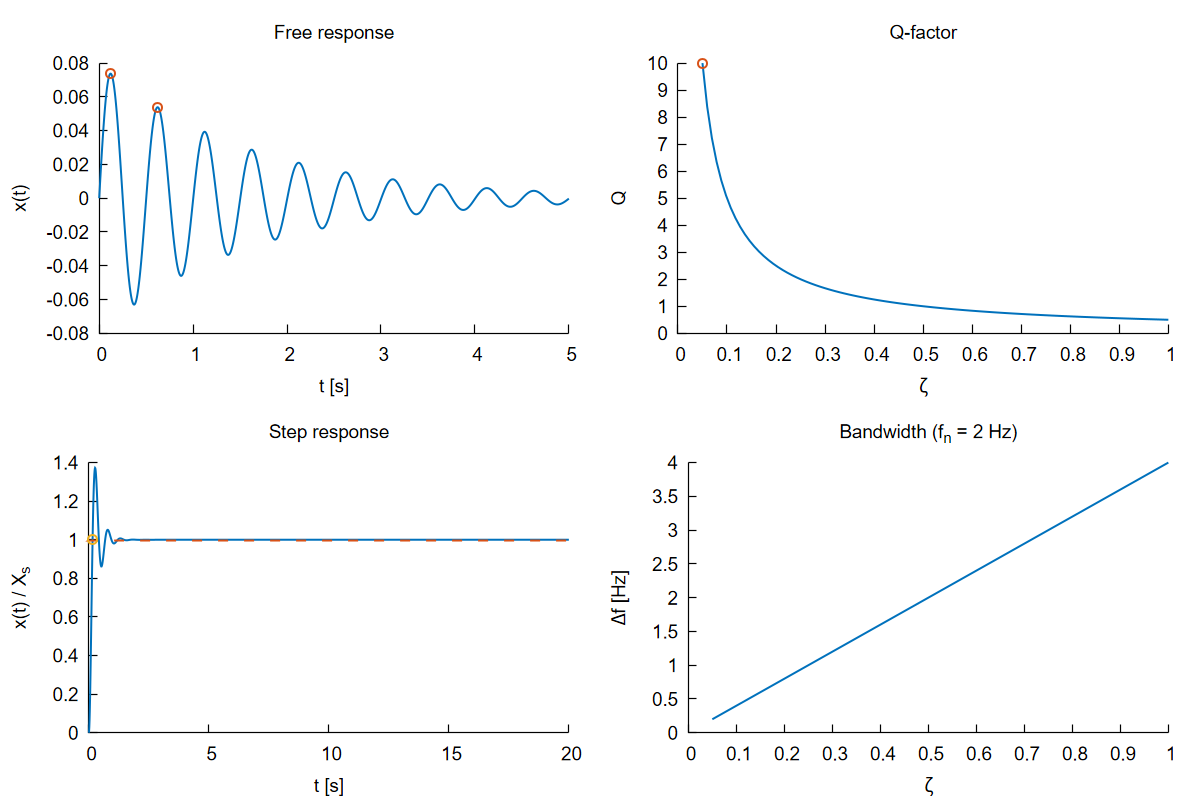 Free response
0.08
0.06
0.04
0.02
0
-0.02
-0.04
-0.06
-0.08
x(t)
0 1 2 3 4 5
t [s]
Q-factor
10
9
8
7
6
5
4
3
2
1
0
Q
0 0.1 0.2 0.3 0.4 0.5 0.6 0.7 0.8 0.9 1
ζ
Step response
1.4
1.2
1
0.8
0.6
0.4
0.2
0
x(t) / Xs
0 5 10 15 20
t [s]
Bandwidth (fn = 2 Hz)
4
3.5
3
2.5
2
1.5
1
0.5
0
Δf [Hz]
0 0.1 0.2 0.3 0.4 0.5 0.6 0.7 0.8 0.9 1
ζ